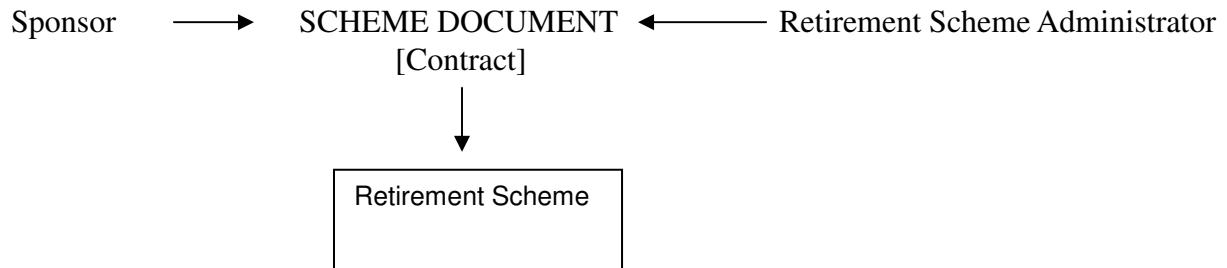 Sponsor SCHEME DOCUMENT Retirement Scheme Administrator
[Contract]
Retirement Scheme